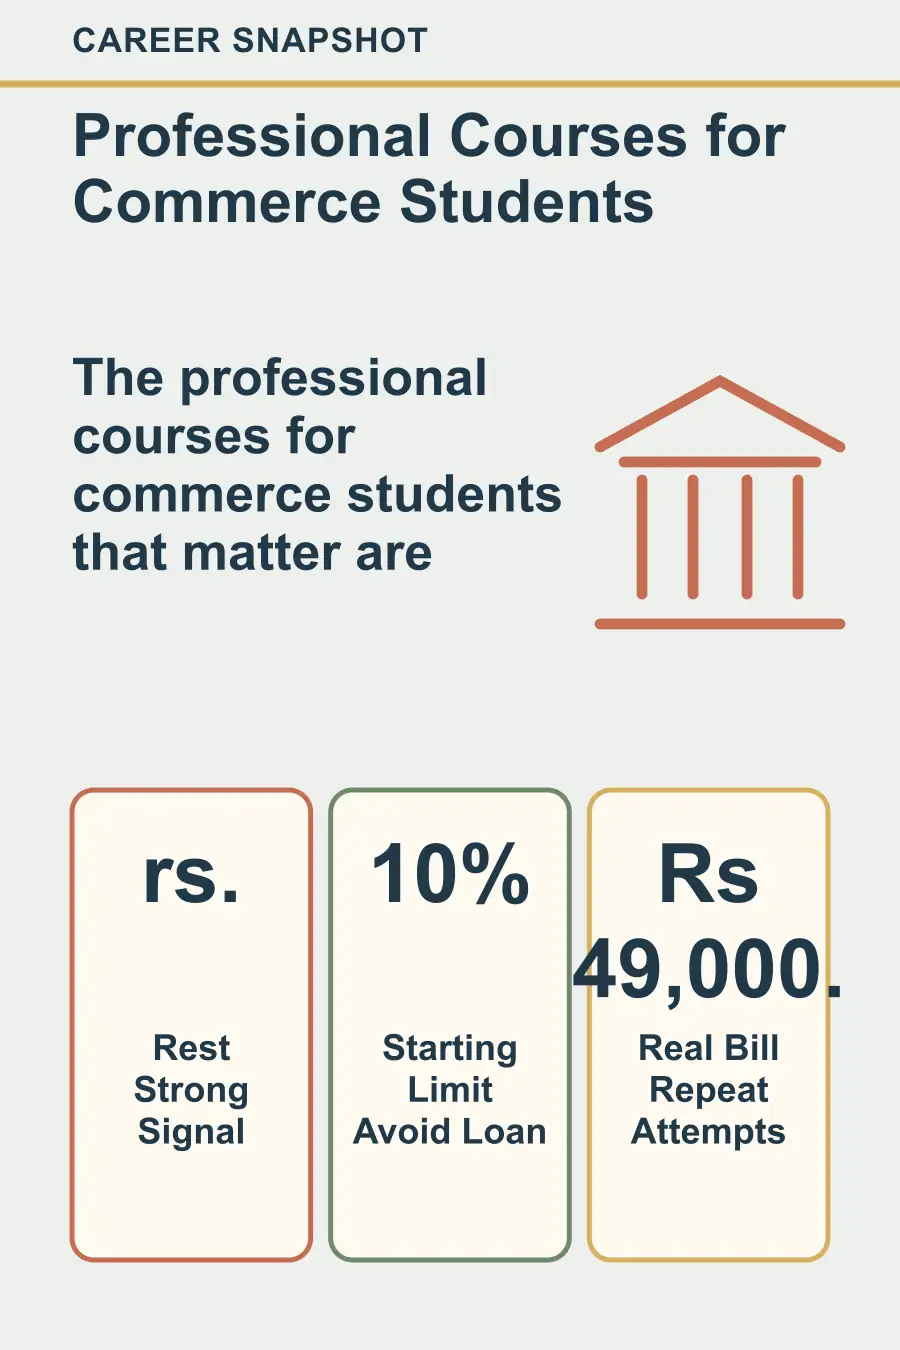 CAREER SNAPSHOT
Professional Courses for
Commerce Students
The professional
courses for
commerce students
that matter are
rs.
Rest
Strong
Signal
10%
Starting
Limit
Avoid Loan
Rs
49,000.
Real Bill
Repeat
Attempts